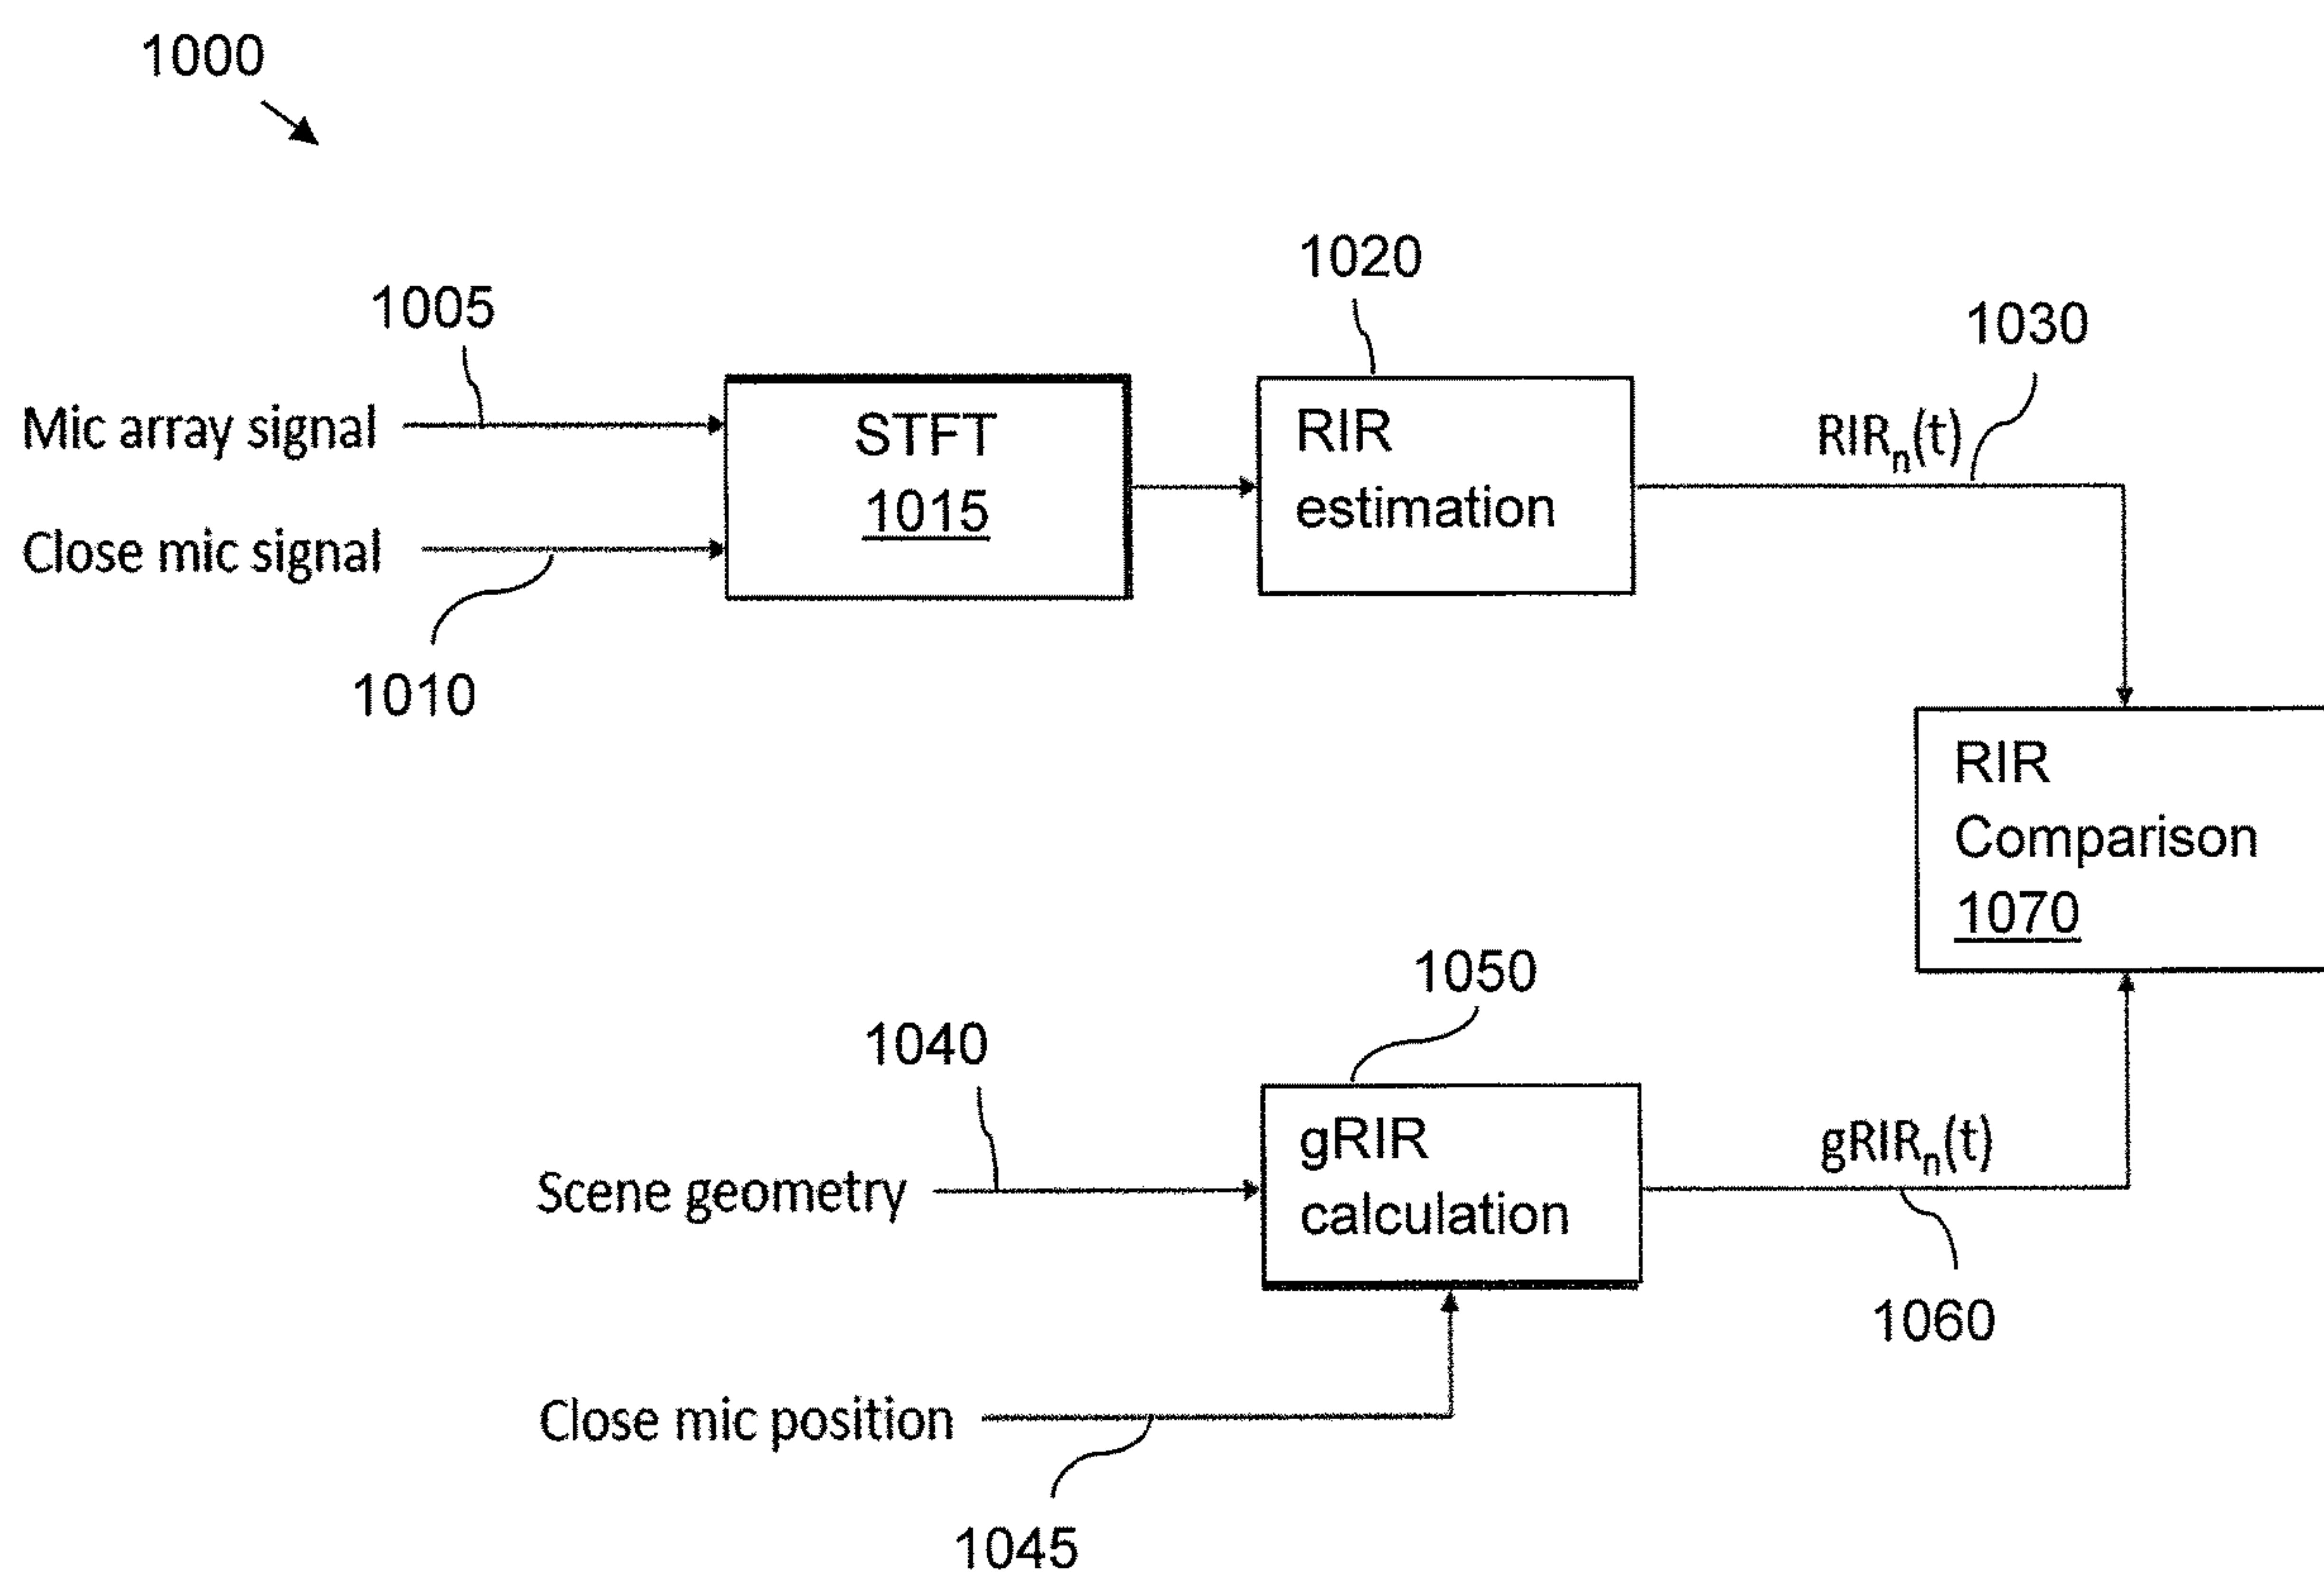 1000
1020
1005
1030
Mic array signal
STFT
1015
RIR
estimation
RIRn(t)
Close mic signal
1010
RIR
Comparison
1070
1050
1040
gRIR
calculation
gRIRn(t)
Scene geometry
1060
Close mic position
1045